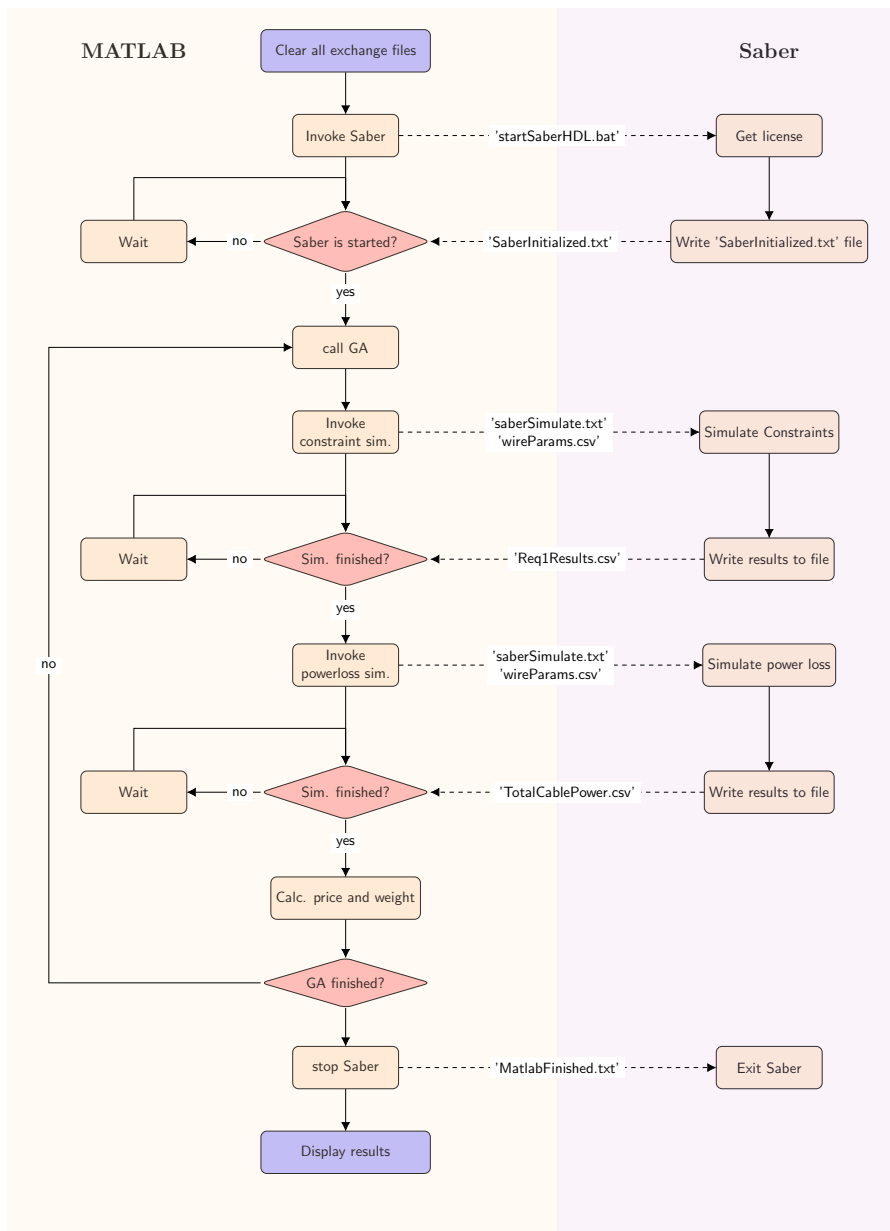 MATLAB
Clear all exchange files
Saber
Invoke Saber
'startSaberHDL.bat'
Get license
Wait
no
Saber is started?
'SaberInitialized.txt'
Write 'SaberInitialized.txt' file
yes
call GA
Invoke
constraint sim.
'saberSimulate.txt'
'wireParams.csv'
Simulate Constraints
Wait
no
Sim. finished?
'Req1Results.csv'
Write results to file
yes
no
Invoke
powerloss sim.
'saberSimulate.txt'
'wireParams.csv'
Simulate power loss
Wait
no
Sim. finished?
'TotalCablePower.csv'
Write results to file
yes
Calc. price and weight
GA finished?
stop Saber
'MatlabFinished.txt'
Exit Saber
Display results